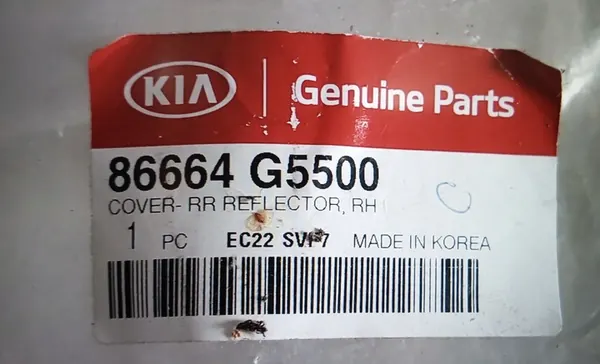 KIA Genuine Parts
86664 G5500
COVER- RR REFLECTOR, RH
1 PC EC22 MADE IN KOREA